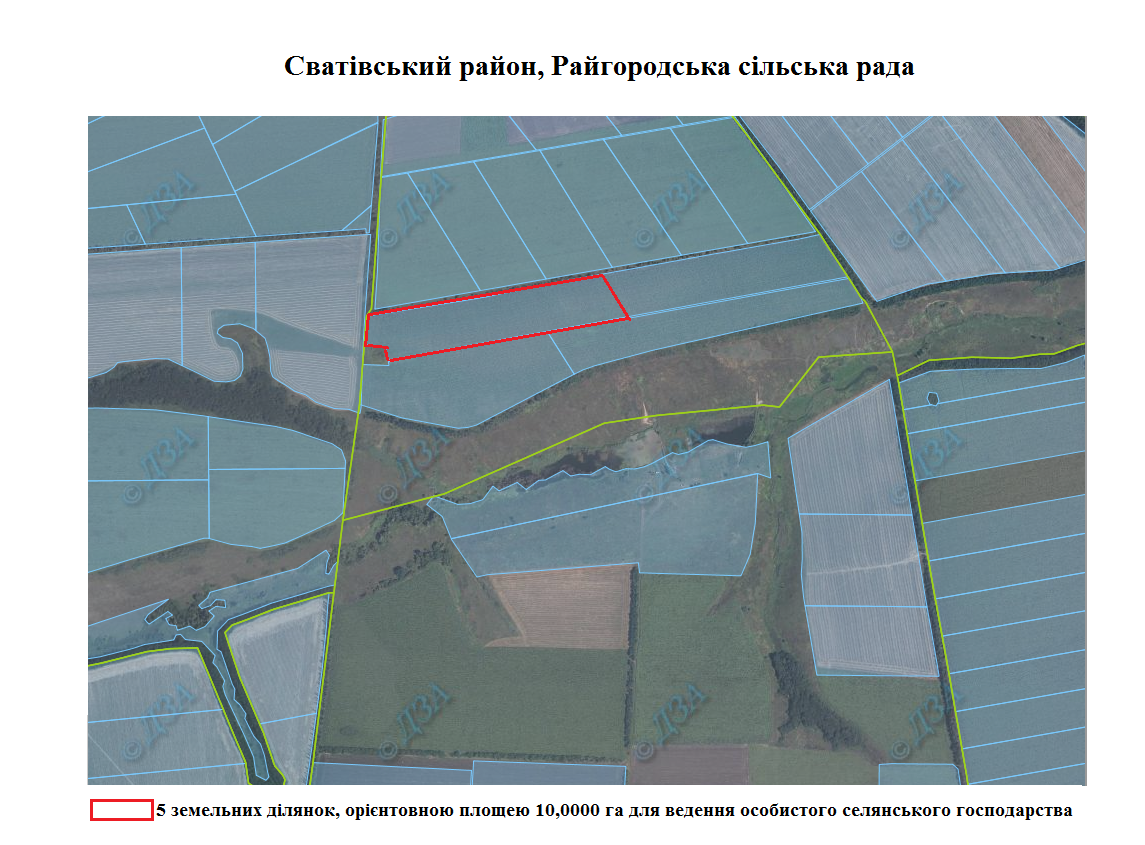 Сватівський район, Райгородська сільська рада
© ДЗА © ДЗА © ДЗА © ДЗА
© ДЗА © ДЗА © ДЗА © ДЗА
© ДЗА © ДЗА © ДЗА © ДЗА
5 земельних ділянок, орієнтовною площею 10,0000 га для ведення особистого селянського господарства